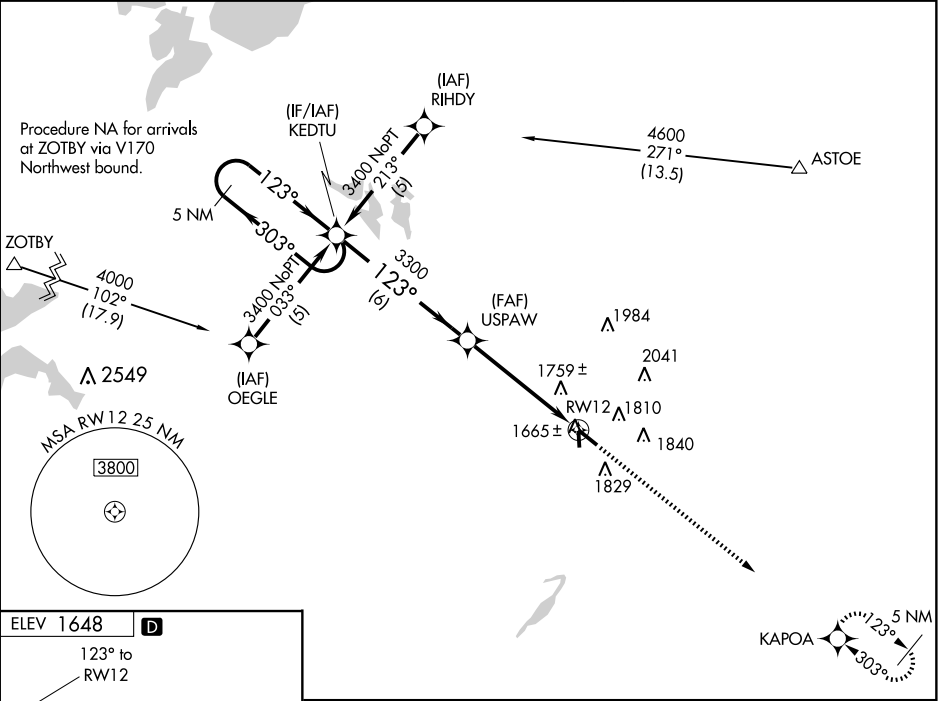 (IAF)
RIHDY
(IF/IAF)
KEDTU
Procedure NA for arrivals
at ZOTBY via V170
Northwest bound.
3400 NoPT
213°
(5)
4600
271°
(13.5)
ASTOE
123°
5 NM
303°
ZOTBY
4000
102°
(17.9)
3400 NoPT
033°
(5)
3300
123°
(6)
(FAF)
USPAW
(IAF)
OEGLE
1984
2041
1759 ±
RW12
1810
1665 ±
1840
1829
2549
MSA RW12 25 NM
3800
ELEV 1648
D
123° to
RW12
KAPOA
123°
5 NM
303°